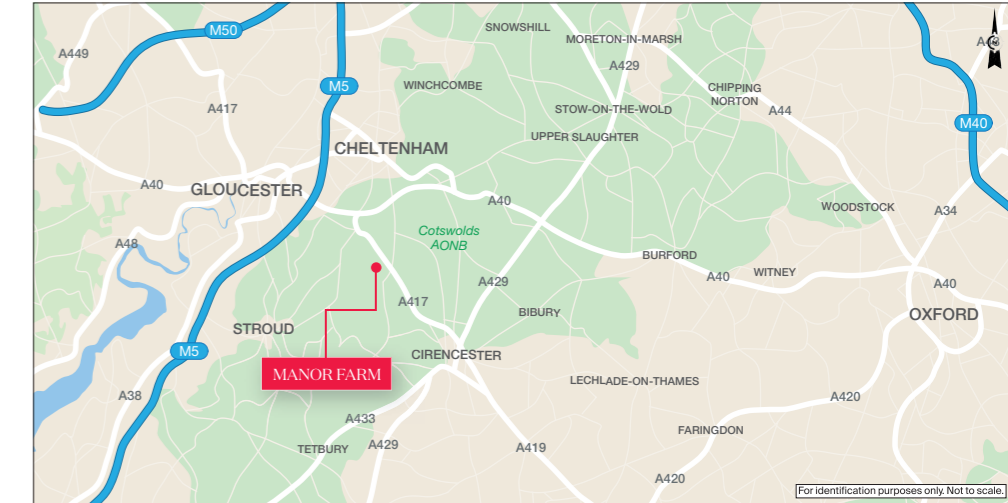 SNOWSHILL
M50
MORETON-IN-MARSH
A449
A429
M5
WINCHCOMBE
CHIPPING
NORTON
A417
STOW-ON-THE-WOLD
A44
M40
UPPER SLAUGHTER
CHELTENHAM
A40
GLOUCESTER
A40
WOODSTOCK
A34
Cotswolds
AONB
A48
BURFORD
WITNEY
A40
A429
A40
A417
BIBURY
OXFORD
STROUD
M5
CIRENCESTER
MANOR FARM
LECHLADE-ON-THAMES
A38
A420
A433
FARINGDON
TETBURY
A429
A419
A420
For identification purposes only. Not to scale.